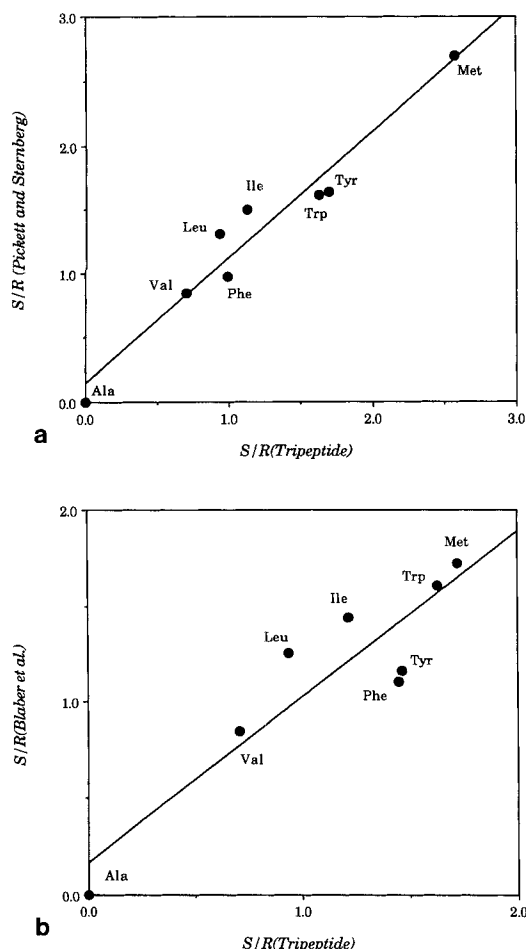 3.0
Met
2.0
Ile
Tyr
Leu
Trp
S/R (Pickett and Sternberg)
1.0
Val
Phe
Ala
0.0
0.0
1.0
2.0
3.0
a
S/R(Tripeptide)
2.0
Met
Trp
Ile
Leu
Tyr
Phe
S/R(Blaber et al.)
1.0
Val
Ala
0.0
0.0
1.0
2.0
b
S/R(Tripeptide)